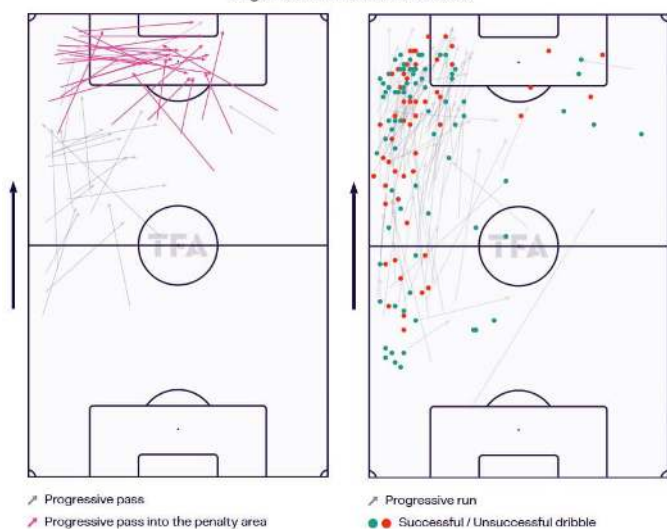 TFA
TFA
Progressive pass
Progressive pass into the penalty area
Progressive run
Successful / Unsuccessful dribble